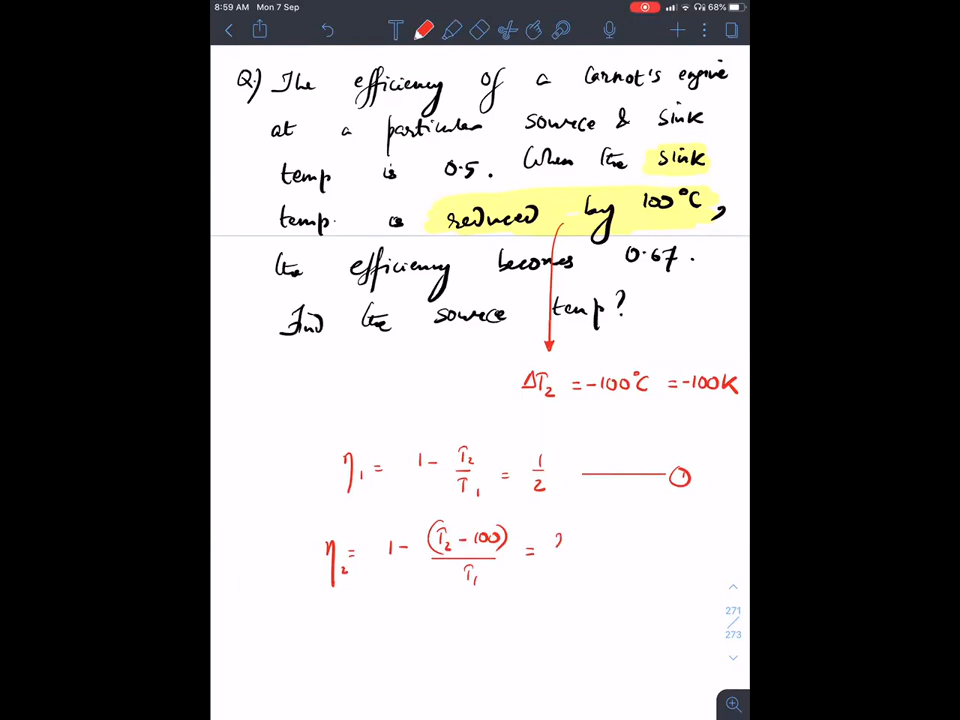 8:59 AM Mon 7 Sep
68%
Q) The efficiency of a Carnot's engine
at a particular source & sink
temp is 0.5. When the sink
temp. is reduced by 100°C,
the efficiency becomes 0.67.
Find the source temp?
ΔT₂ = -100°C = -100K
η₁ = 1 - T₂/T₁ = 1/2 ——— ①
η₂ = 1 - (T₂ - 100)/T₁ =
271
/
273